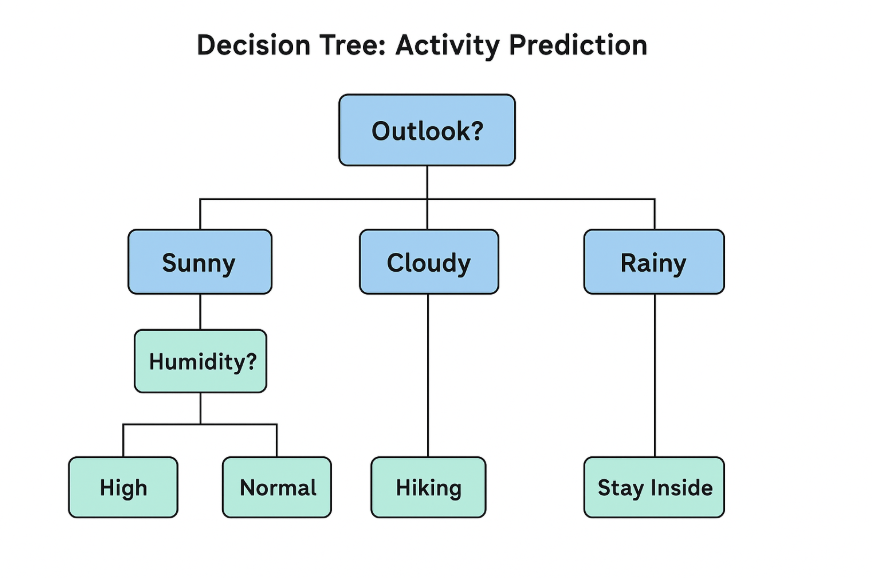 Decision Tree: Activity Prediction
Outlook?
Sunny
Cloudy
Rainy
Humidity?
High
Normal
Hiking
Stay Inside